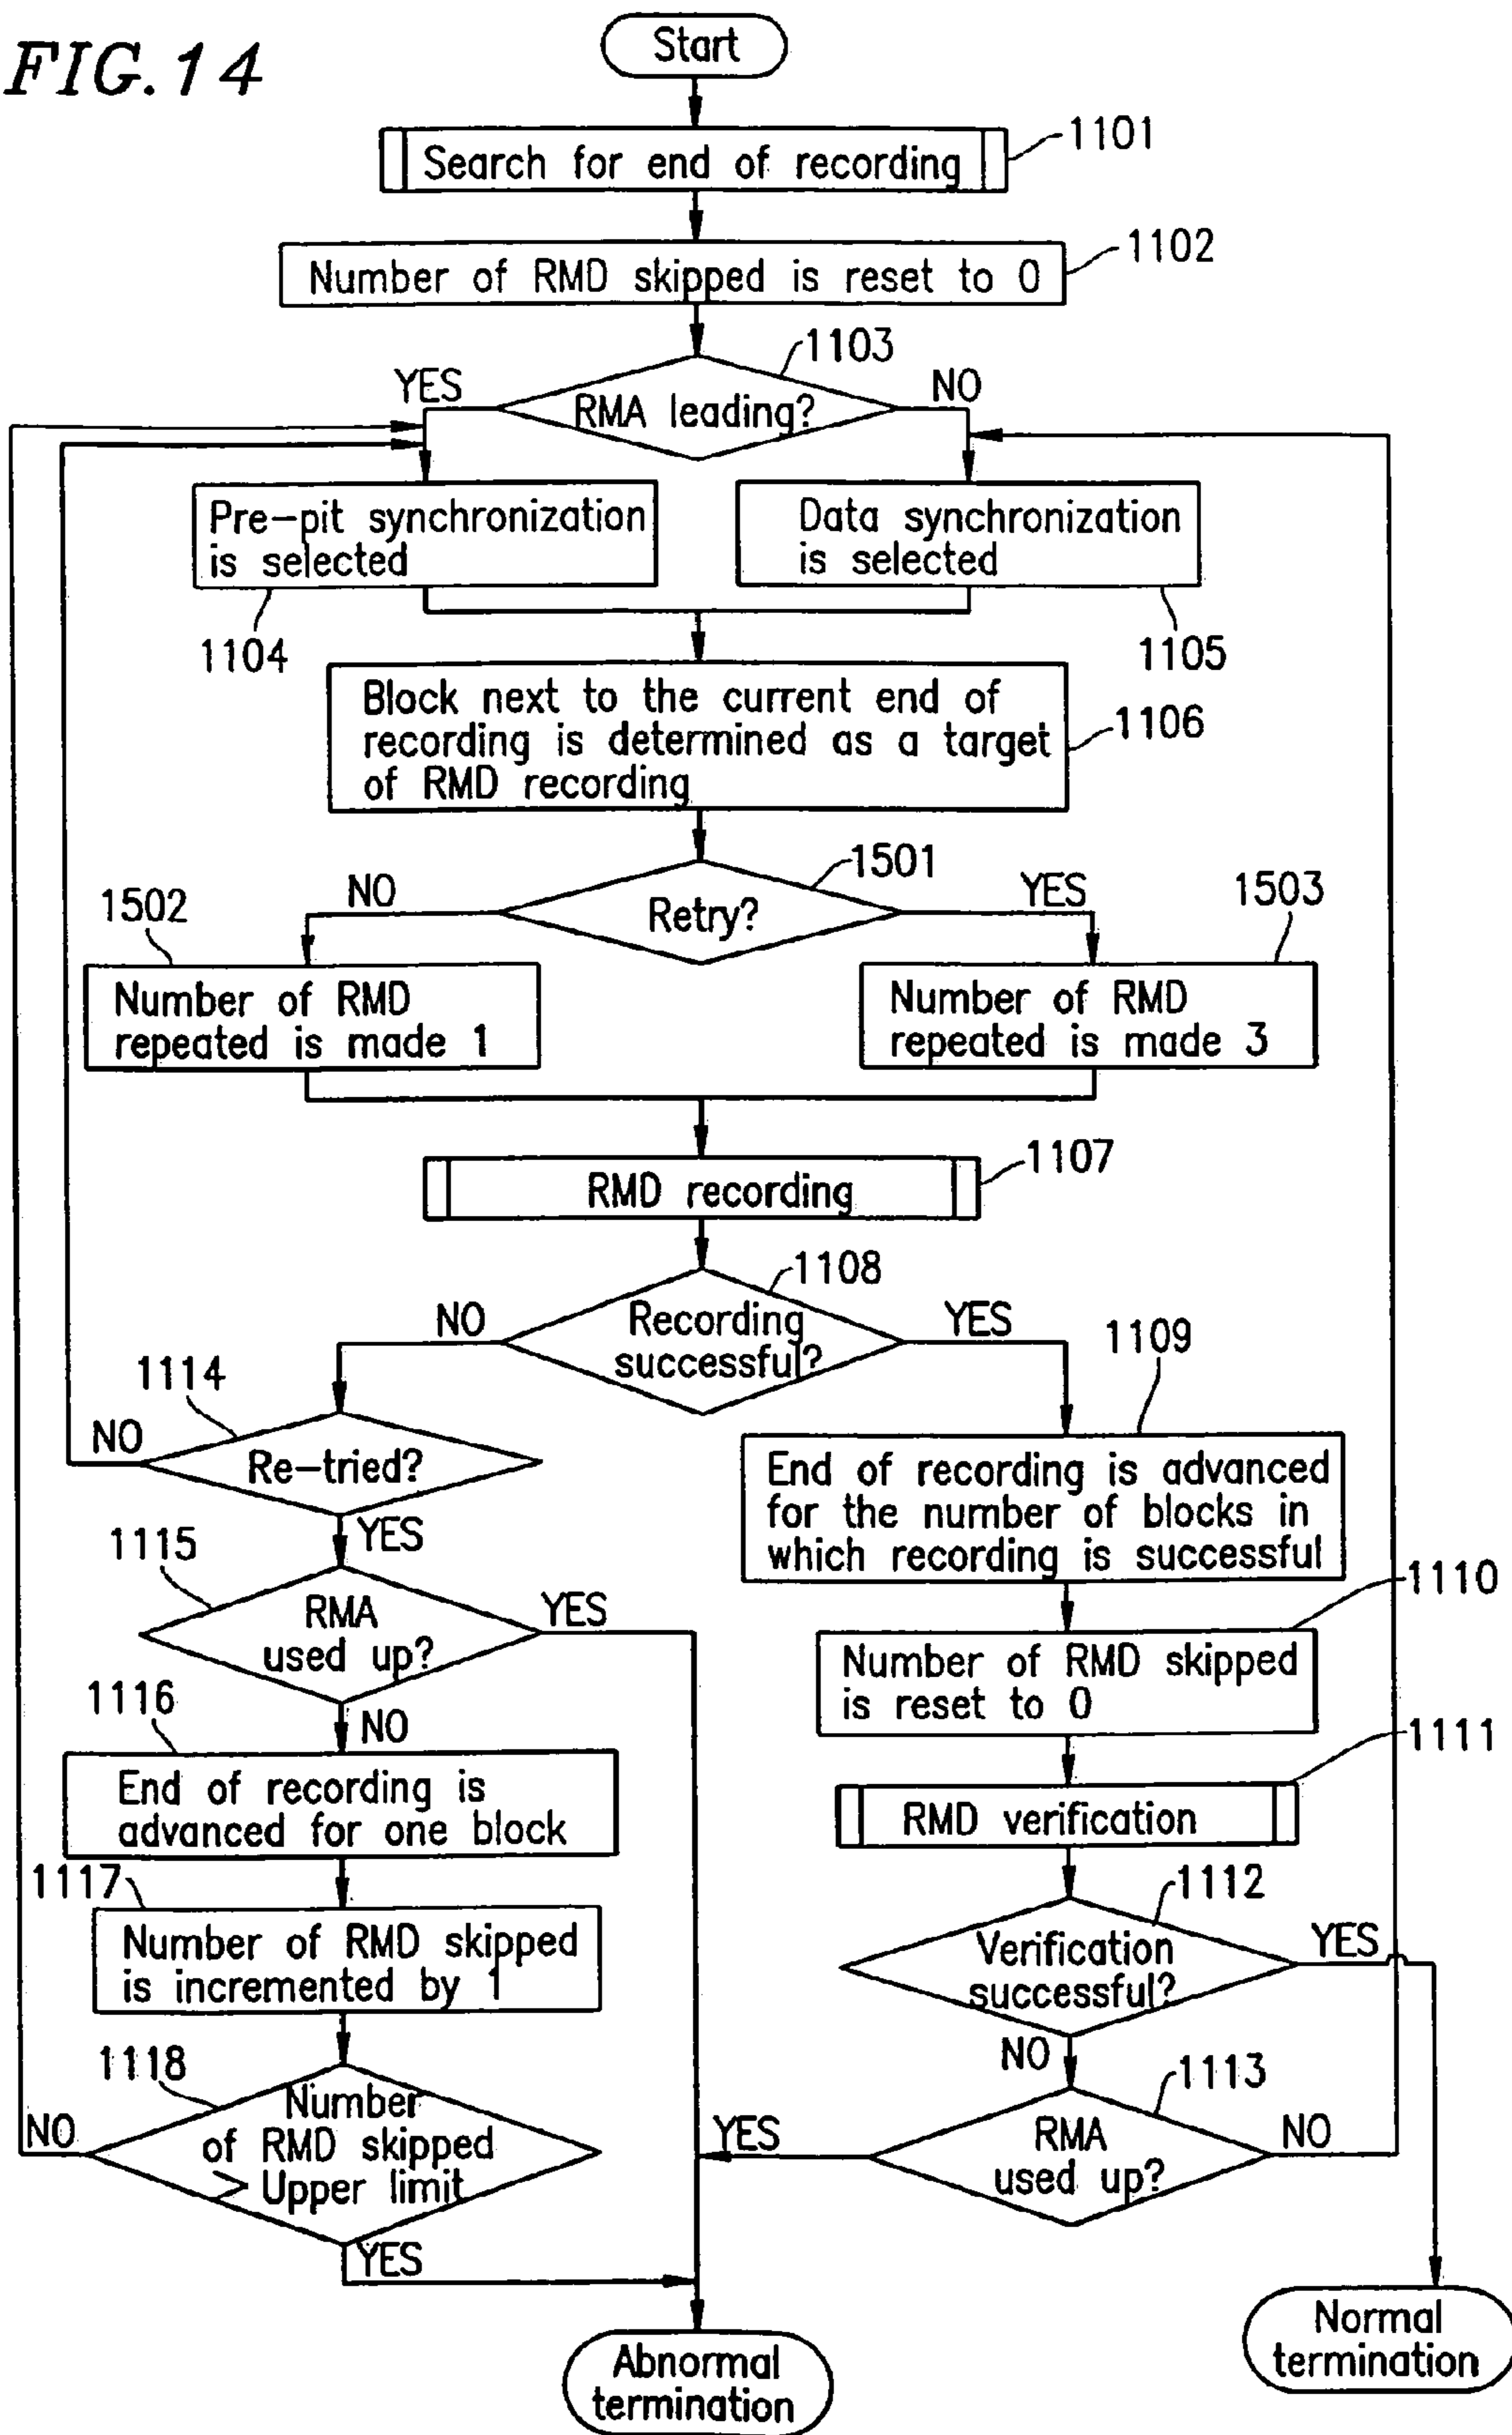 FIG. 14
Start
Search for end of recording
1101
Number of RMD skipped is reset to 0
1102
1103
YES
RMA leading?
NO
Pre-pit synchronization
is selected
1104
Data synchronization
is selected
1105
Block next to the current end of
recording is determined as a target
of RMD recording
1106
1501
NO
Retry?
YES
1502
1503
Number of RMD
repeated is made 1
Number of RMD
repeated is made 3
RMD recording
1107
1108
NO
Recording
successful?
YES
1109
1114
NO
Re-tried?
YES
End of recording is advanced
for the number of blocks in
which recording is successful
1115
RMA
used up?
YES
NO
1110
Number of RMD skipped
is reset to 0
1116
End of recording is
advanced for one block
1111
RMD verification
1117
Number of RMD skipped
is incremented by 1
1112
Verification
successful?
YES
NO
1118
Number
of RMD skipped
> Upper limit
NO
YES
1113
YES
RMA
used up?
NO
Abnormal
termination
Normal
termination